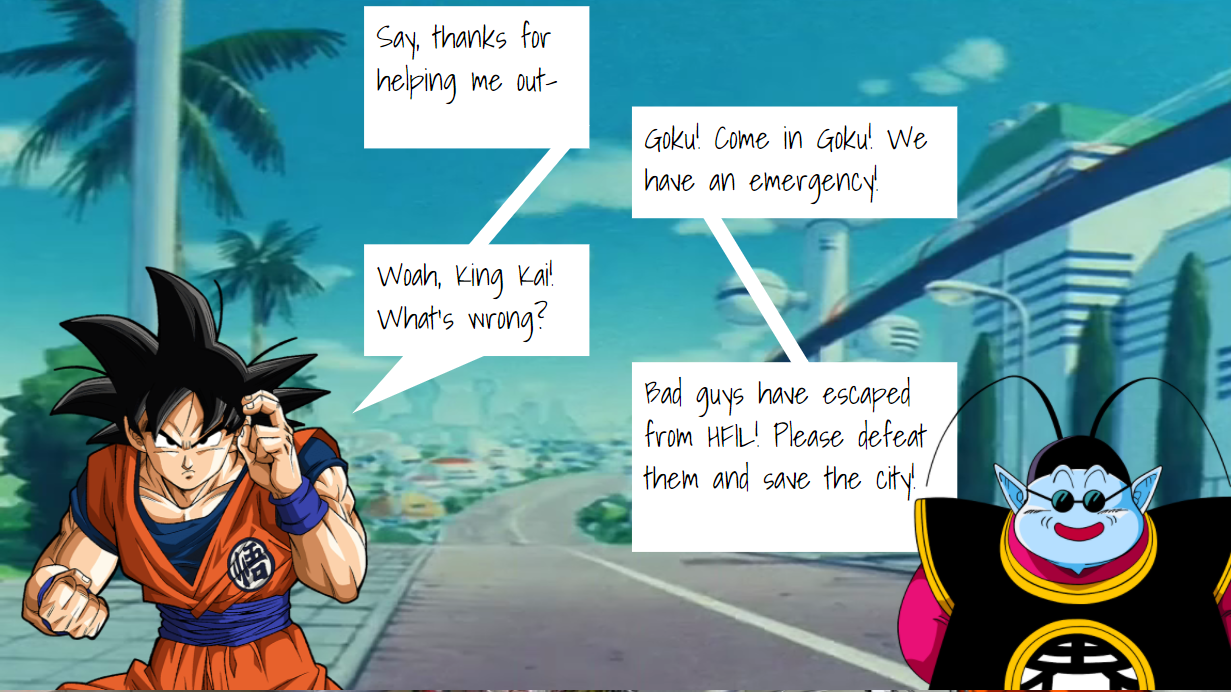 Say, thanks for
helping me out-
Goku! Come in Goku! We
have an emergency!
Woah, King Kai!
What's wrong?
Bad guys have escaped
from HFIL! Please defeat
them and save the city!
悟